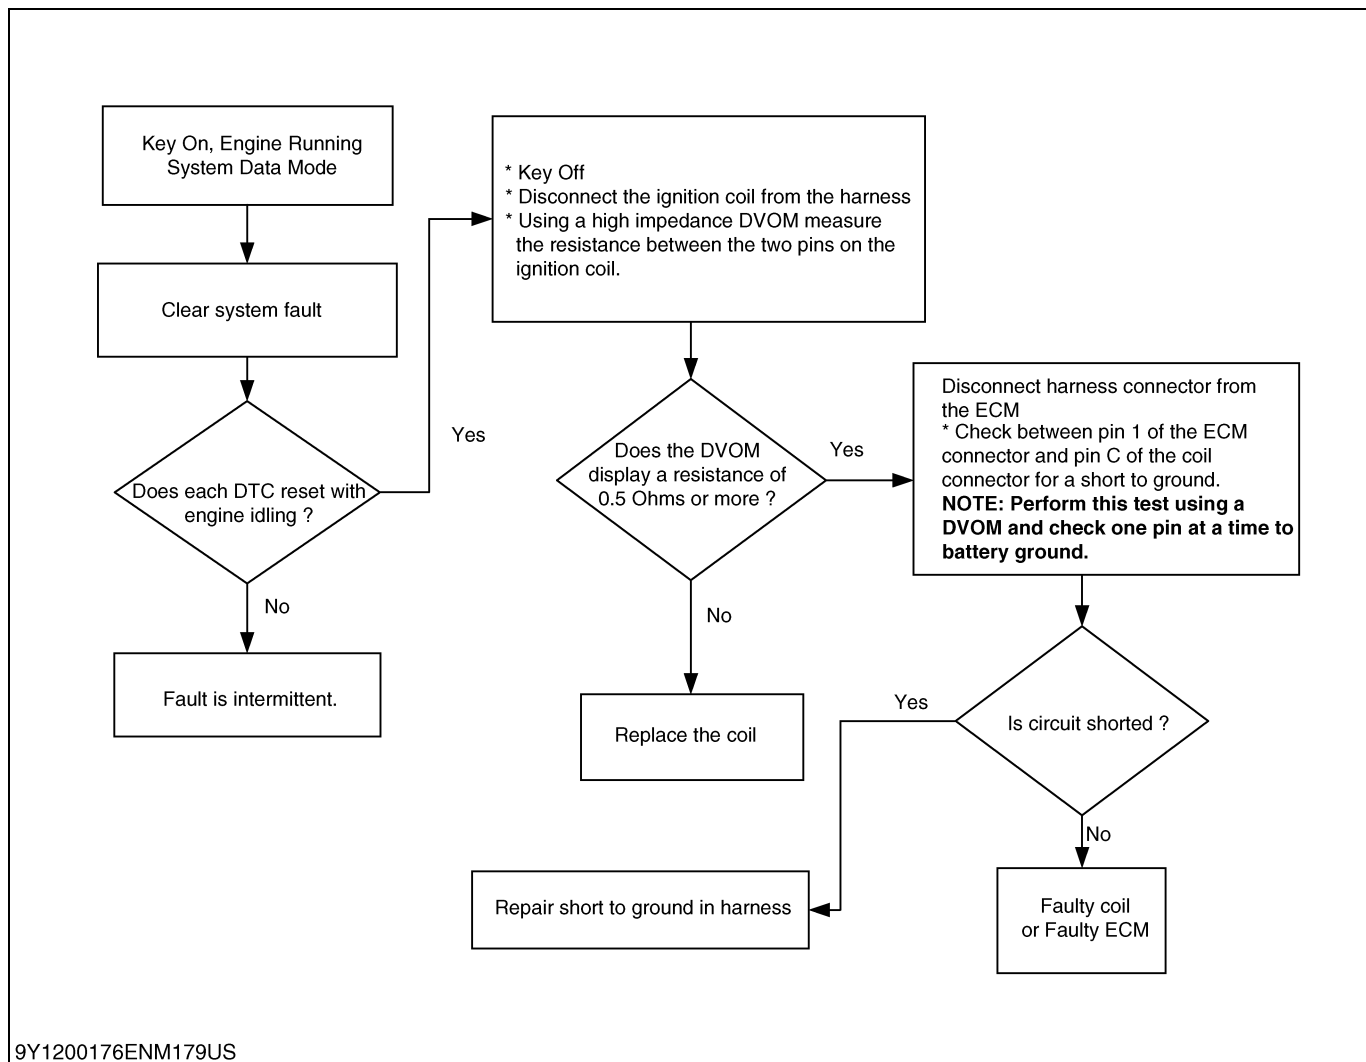 Key On, Engine Running
System Data Mode
Clear system fault
Does each DTC reset with
engine idling ?
Yes
No
Fault is intermittent.
* Key Off
* Disconnect the ignition coil from the harness
* Using a high impedance DVOM measure
the resistance between the two pins on the
ignition coil.
Does the DVOM
display a resistance of
0.5 Ohms or more ?
Yes
No
Replace the coil
Disconnect harness connector from
the ECM
* Check between pin 1 of the ECM
connector and pin C of the coil
connector for a short to ground.
NOTE: Perform this test using a
DVOM and check one pin at a time to
battery ground.
Is circuit shorted ?
Yes
No
Repair short to ground in harness
Faulty coil
or Faulty ECM
9Y1200176ENM179US